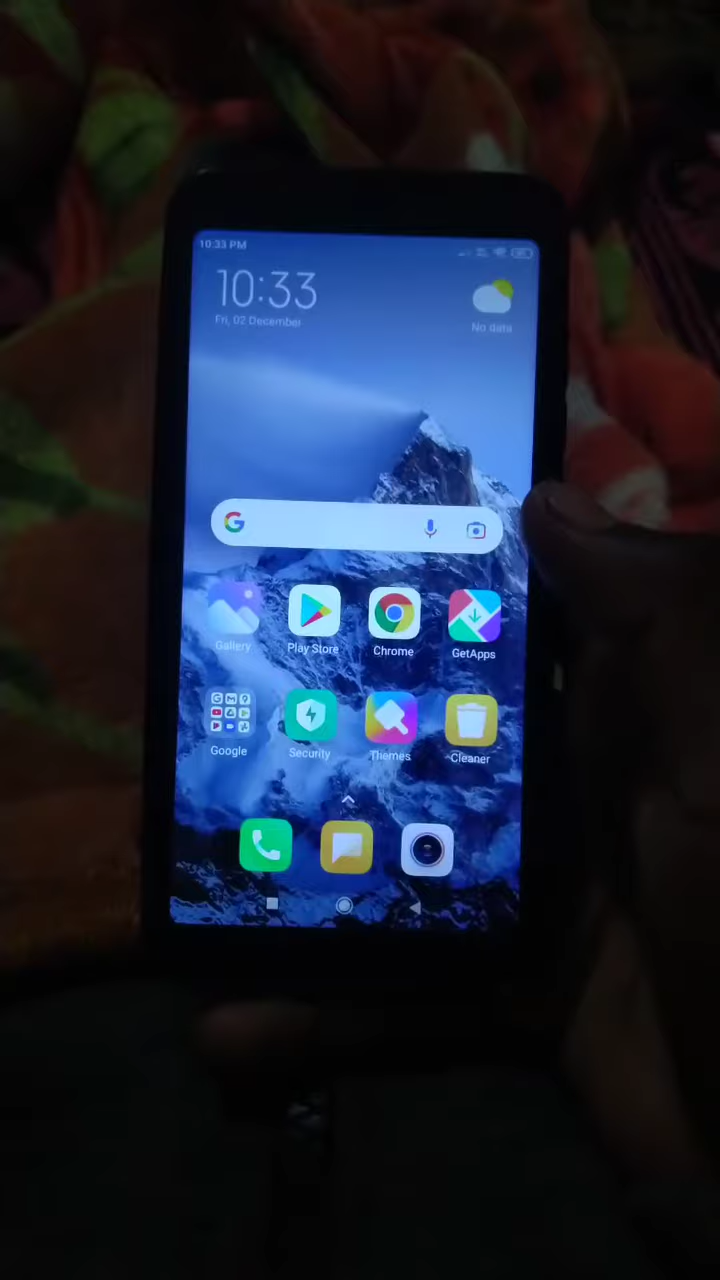 10:33 PM
10:33
Fri, 02 December
No data
Gallery
Play Store
Chrome
GetApps
Google
Security
Themes
Cleaner